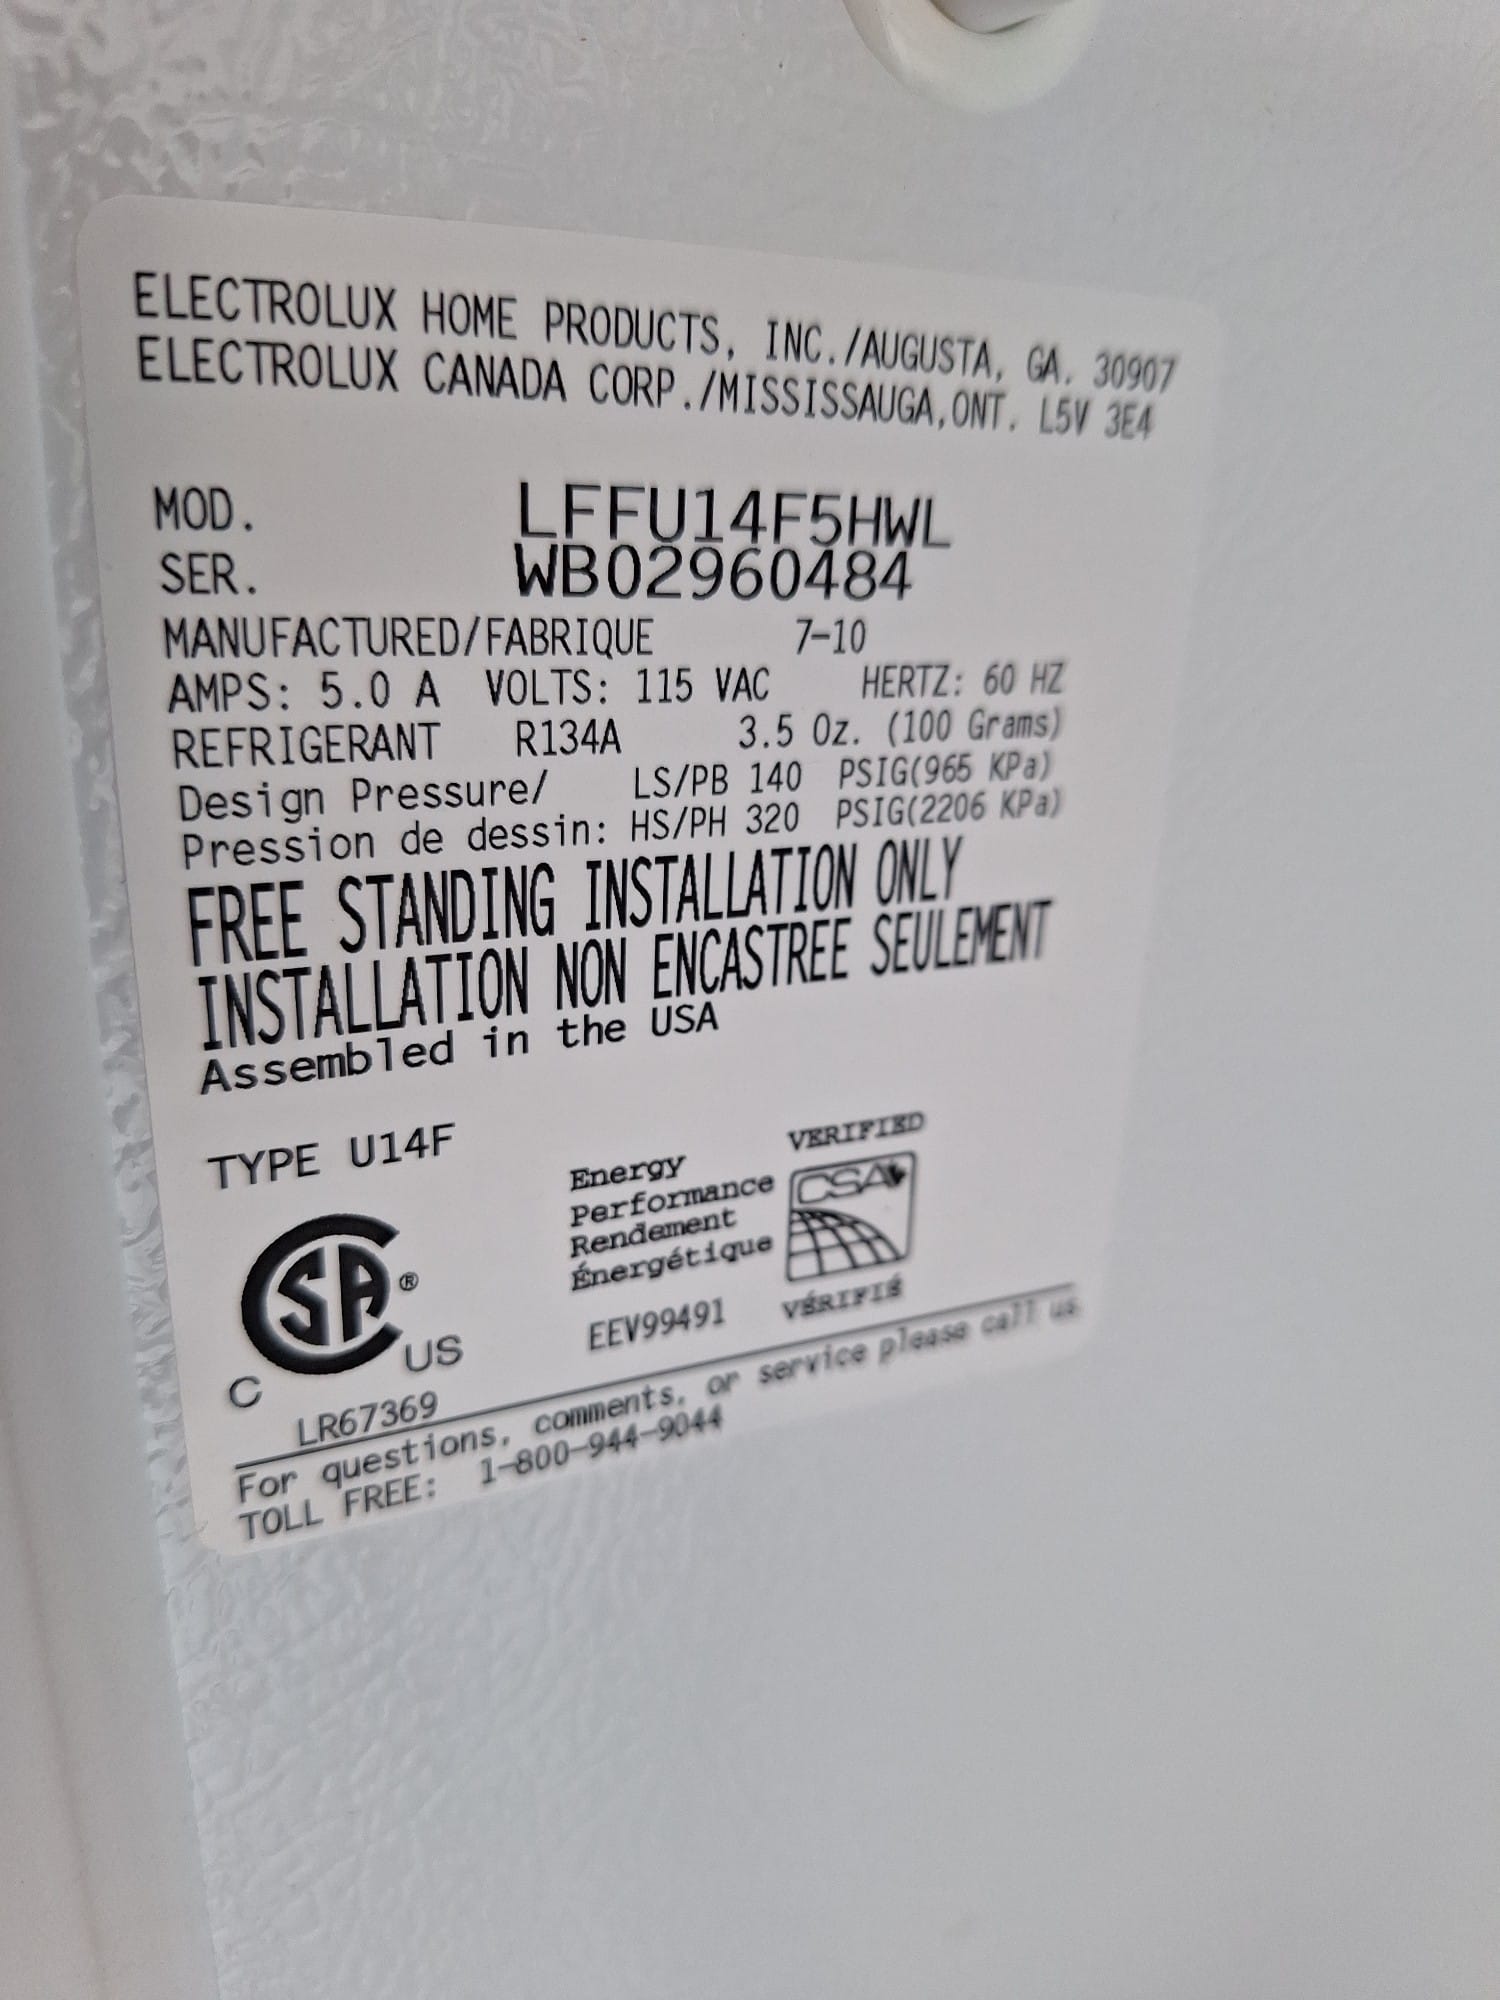 ELECTROLUX HOME PRODUCTS, INC./AUGUSTA, GA. 30907
ELECTROLUX CANADA CORP./MISSISSAUGA,ONT. L5V 3E4
MOD. LFFU14F5HWL
SER. WB02960484
MANUFACTURED/FABRIQUE 7-10
AMPS: 5.0 A VOLTS: 115 VAC HERTZ: 60 HZ
REFRIGERANT R134A 3.5 Oz. (100 Grams)
Design Pressure/ LS/PB 140 PSIG(965 KPa)
Pression de dessin: HS/PH 320 PSIG(2206 KPa)
FREE STANDING INSTALLATION ONLY
INSTALLATION NON ENCASTREE SEULEMENT
Assembled in the USA
TYPE U14F
SA ®
C US
LR67369
Energy
Performance
Rendement
Énergétique
EEV99491
VERIFIED
CSA
VÉRIFIÉ
For questions, comments, or service please call us
TOLL FREE: 1-800-944-9044